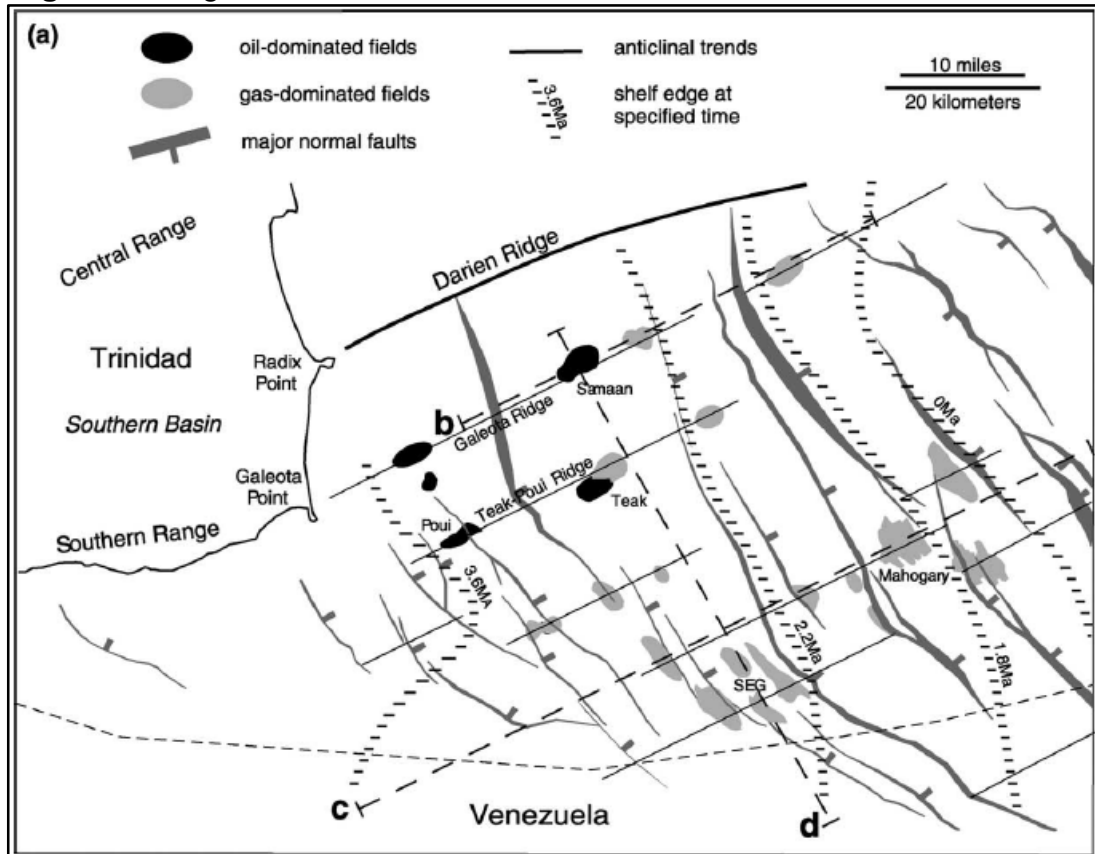 (a)
oil-dominated fields
gas-dominated fields
major normal faults
anticlinal trends
3.6Ma
shelf edge at
specified time
10 miles
20 kilometers
Central Range
Darien Ridge
Trinidad
Radix
Point
Southern Basin
b
Samaan
Galeota Ridge
0Ma
Galeota
Point
Teak-Poui Ridge
Teak
Poui
Southern Range
Mahogary
3.6MA
2.2Ma
1.8Ma
SEG
c
Venezuela
d